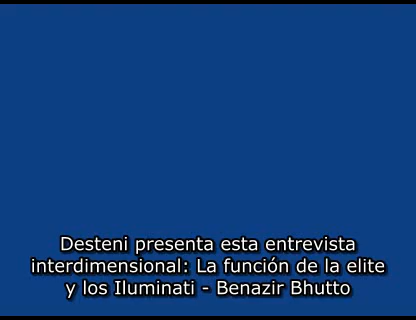 Desteni presenta esta entrevista
interdimensional: La función de la elite
y los Iluminati - Benazir Bhutto